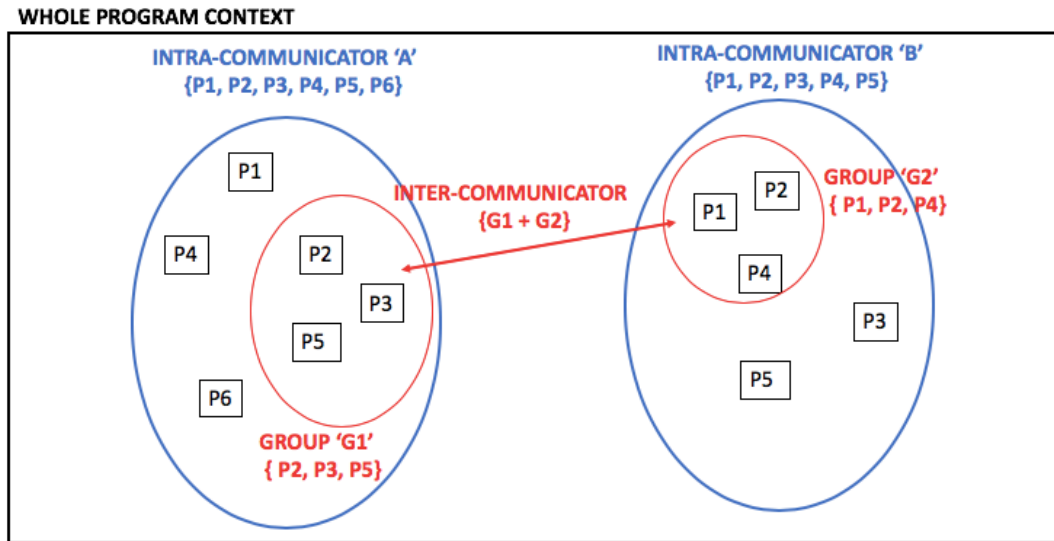 WHOLE PROGRAM CONTEXT
INTRA-COMMUNICATOR ‘A’
{P1, P2, P3, P4, P5, P6}
INTRA-COMMUNICATOR ‘B’
{P1, P2, P3, P4, P5}
P1
P4
P2
P3
P5
P6
GROUP ‘G1’
{ P2, P3, P5}
INTER-COMMUNICATOR
{G1 + G2}
P1
P2
P4
GROUP ‘G2’
{ P1, P2, P4}
P3
P5